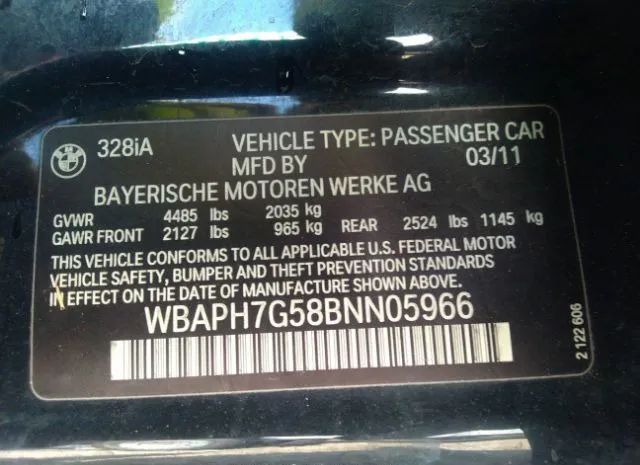 BMW
328iA VEHICLE TYPE: PASSENGER CAR
MFD BY 03/11
BAYERISCHE MOTOREN WERKE AG
GVWR 4485 lbs 2035 kg
GAWR FRONT 2127 lbs 965 kg REAR 2524 lbs 1145 kg
THIS VEHICLE CONFORMS TO ALL APPLICABLE U.S. FEDERAL MOTOR
VEHICLE SAFETY, BUMPER AND THEFT PREVENTION STANDARDS
IN EFFECT ON THE DATE OF MANUFACTURE SHOWN ABOVE.
WBAPH7G58BNN05966
2 122 606